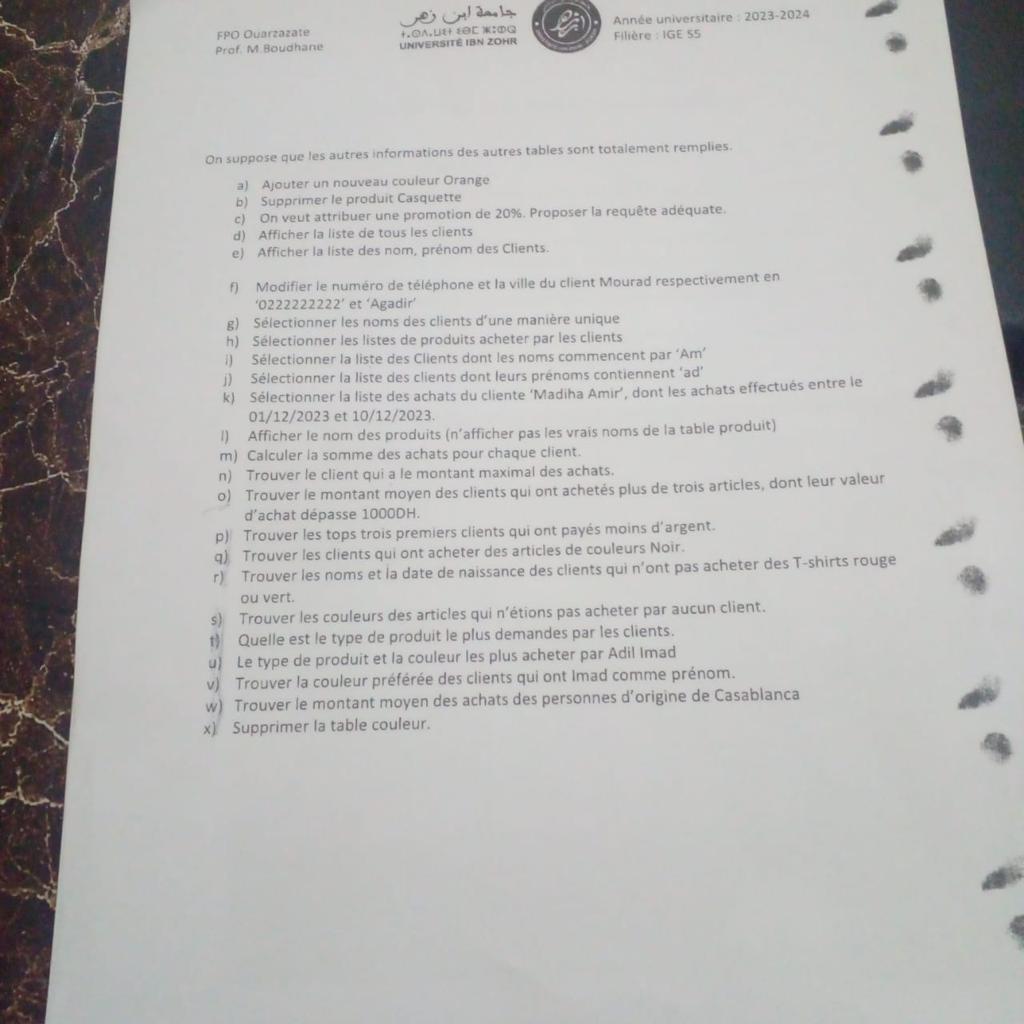 FPO Ouarzazate
Prof. M.Boudhane
جامعة ابن زهر
UNIVERSITÉ IBN ZOHR
Année universitaire : 2023-2024
Filière : IGE S5
On suppose que les autres informations des autres tables sont totalement remplies.
a) Ajouter un nouveau couleur Orange
b) Supprimer le produit Casquette
c) On veut attribuer une promotion de 20%. Proposer la requête adéquate.
d) Afficher la liste de tous les clients
e) Afficher la liste des nom, prénom des Clients.
f) Modifier le numéro de téléphone et la ville du client Mourad respectivement en
‘0222222222’ et ‘Agadir’
g) Sélectionner les noms des clients d’une manière unique
h) Sélectionner les listes de produits acheter par les clients
i) Sélectionner la liste des Clients dont les noms commencent par ‘Am’
j) Sélectionner la liste des clients dont leurs prénoms contiennent ‘ad’
k) Sélectionner la liste des achats du cliente ‘Madiha Amir’, dont les achats effectués entre le
01/12/2023 et 10/12/2023.
l) Afficher le nom des produits (n’afficher pas les vrais noms de la table produit)
m) Calculer la somme des achats pour chaque client.
n) Trouver le client qui a le montant maximal des achats.
o) Trouver le montant moyen des clients qui ont achetés plus de trois articles, dont leur valeur
d’achat dépasse 1000DH.
p) Trouver les tops trois premiers clients qui ont payés moins d’argent.
q) Trouver les clients qui ont acheter des articles de couleurs Noir.
r) Trouver les noms et la date de naissance des clients qui n’ont pas acheter des T-shirts rouge
ou vert.
s) Trouver les couleurs des articles qui n’étions pas acheter par aucun client.
t) Quelle est le type de produit le plus demandes par les clients.
u) Le type de produit et la couleur les plus acheter par Adil Imad
v) Trouver la couleur préférée des clients qui ont Imad comme prénom.
w) Trouver le montant moyen des achats des personnes d’origine de Casablanca
x) Supprimer la table couleur.